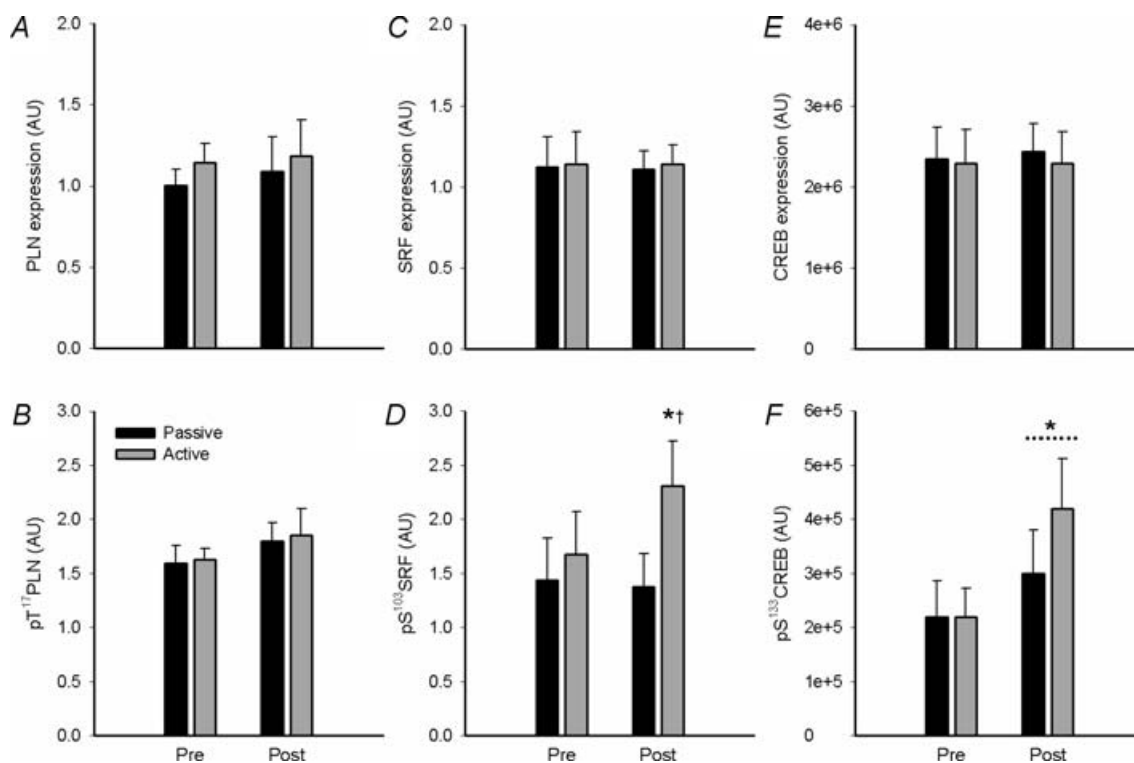 A
PLN expression (AU)
2.0
1.5
1.0
0.5
0.0
C
SRF expression (AU)
2.0
1.5
1.0
0.5
0.0
E
CREB expression (AU)
4e+6
3e+6
2e+6
1e+6
0
B
pT¹⁷PLN (AU)
3.0
2.5
2.0
1.5
1.0
0.5
0.0
Passive
Active
Pre Post
D
pS¹⁰³SRF (AU)
3.0
2.5
2.0
1.5
1.0
0.5
0.0
*†
Pre Post
F
pS¹³³CREB (AU)
6e+5
5e+5
4e+5
3e+5
2e+5
1e+5
0
*
Pre Post